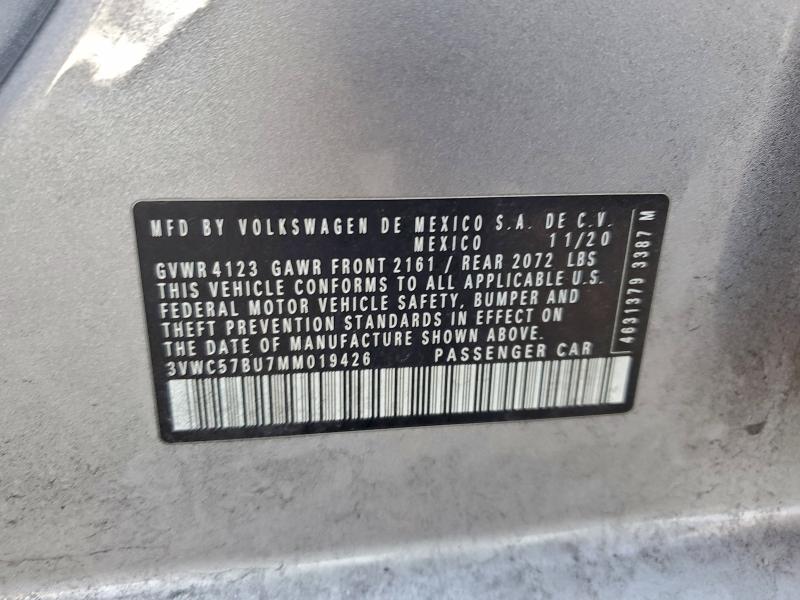 MFD BY VOLKSWAGEN DE MEXICO S.A. DE C.V.
MEXICO 11/20
GVWR 4123 GAWR FRONT 2161 / REAR 2072 LBS
THIS VEHICLE CONFORMS TO ALL APPLICABLE U.S.
FEDERAL MOTOR VEHICLE SAFETY, BUMPER AND
THEFT PREVENTION STANDARDS IN EFFECT ON
THE DATE OF MANUFACTURE SHOWN ABOVE.
3VWC57BU7MM019426 PASSENGER CAR
4631379 3387 M